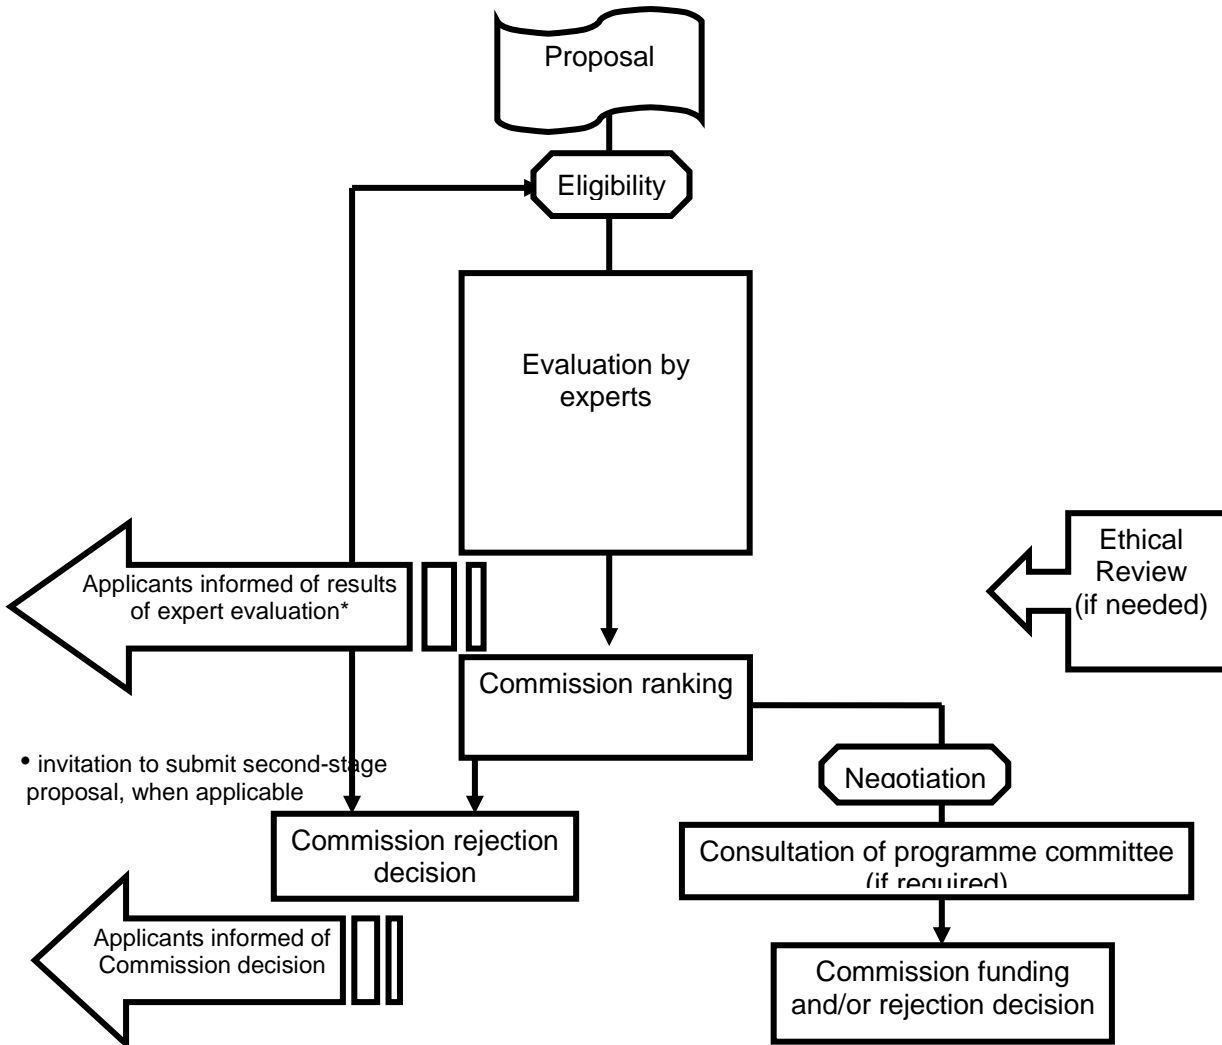 Proposal
Eligibility
Evaluation by
experts
Ethical
Review
(if needed)
Applicants informed of results
of expert evaluation*
Commission ranking
• invitation to submit second-stage
proposal, when applicable
Negotiation
Commission rejection
decision
Consultation of programme committee
(if required)
Applicants informed of
Commission decision
Commission funding
and/or rejection decision